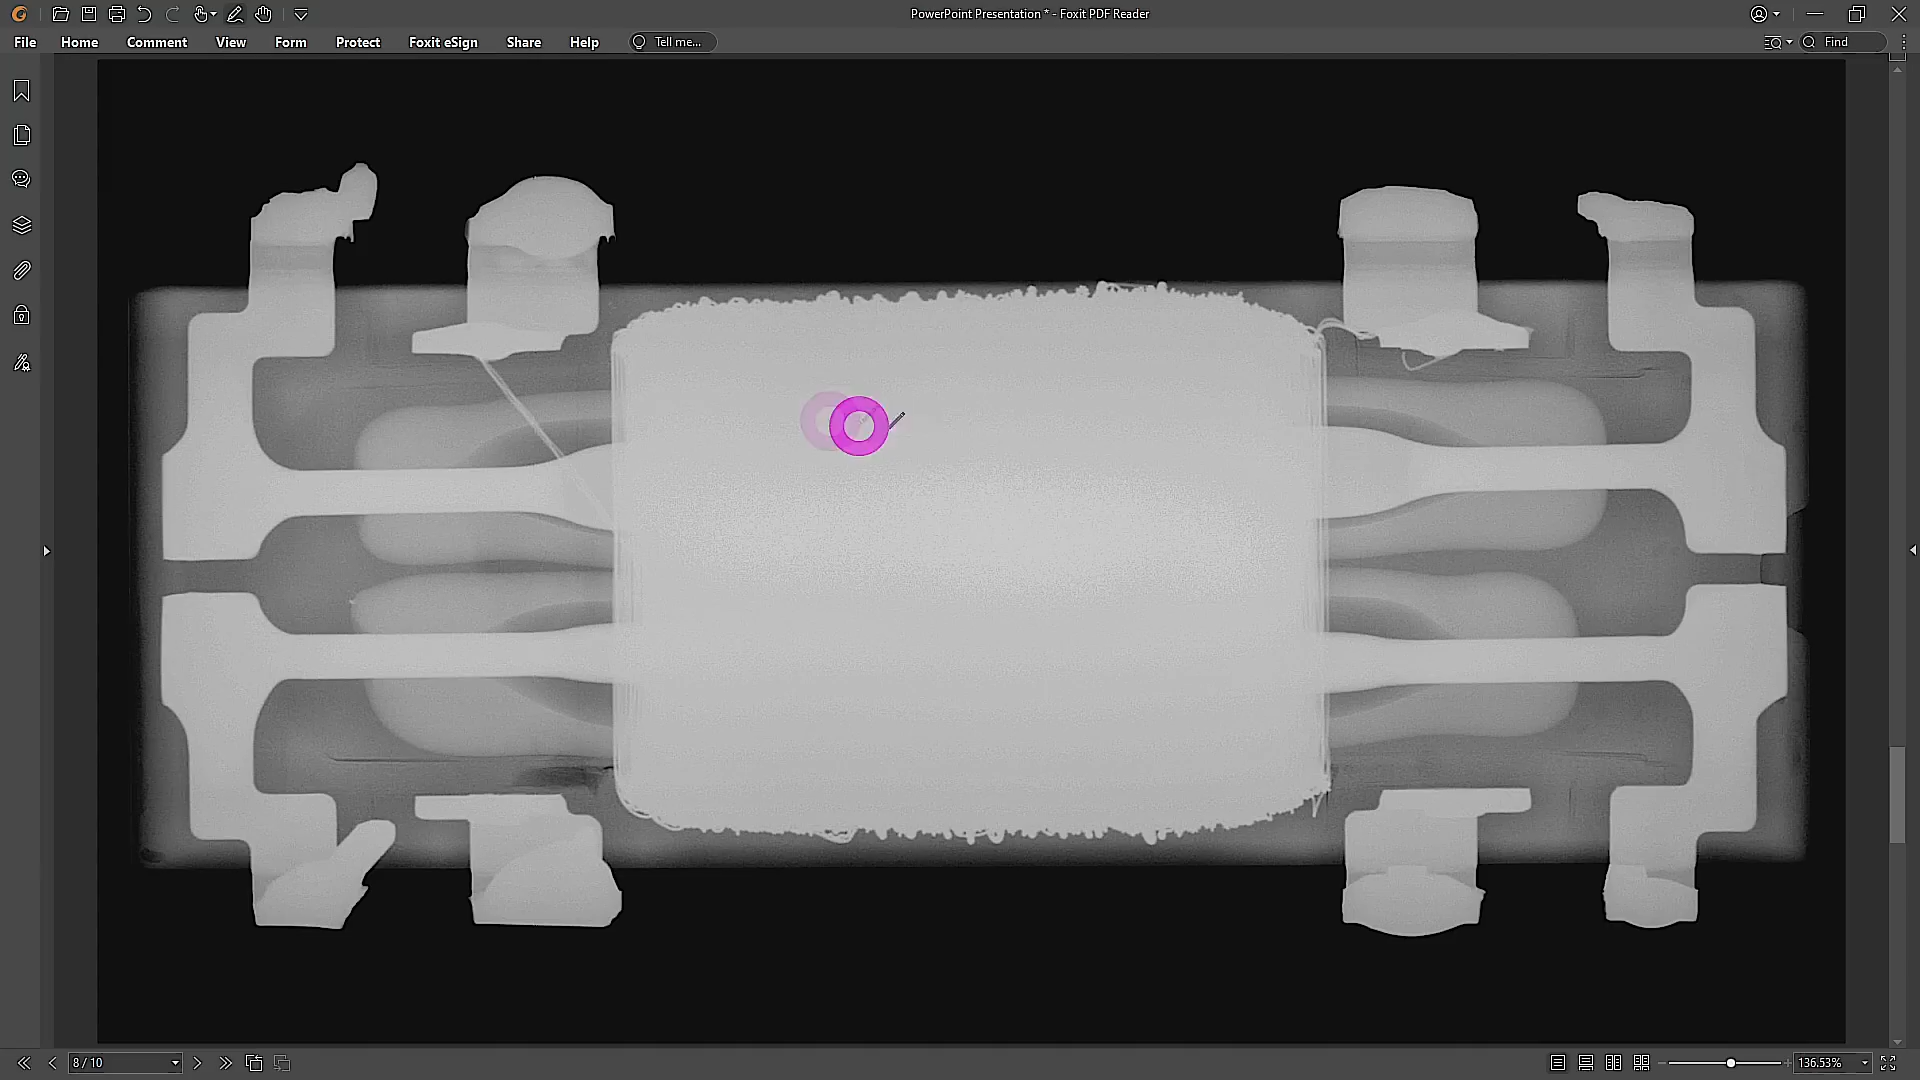 PowerPoint Presentation * - Foxit PDF Reader
File Home Comment View Form Protect Foxit eSign Share Help Tell me... Find
8 / 10 136.53%